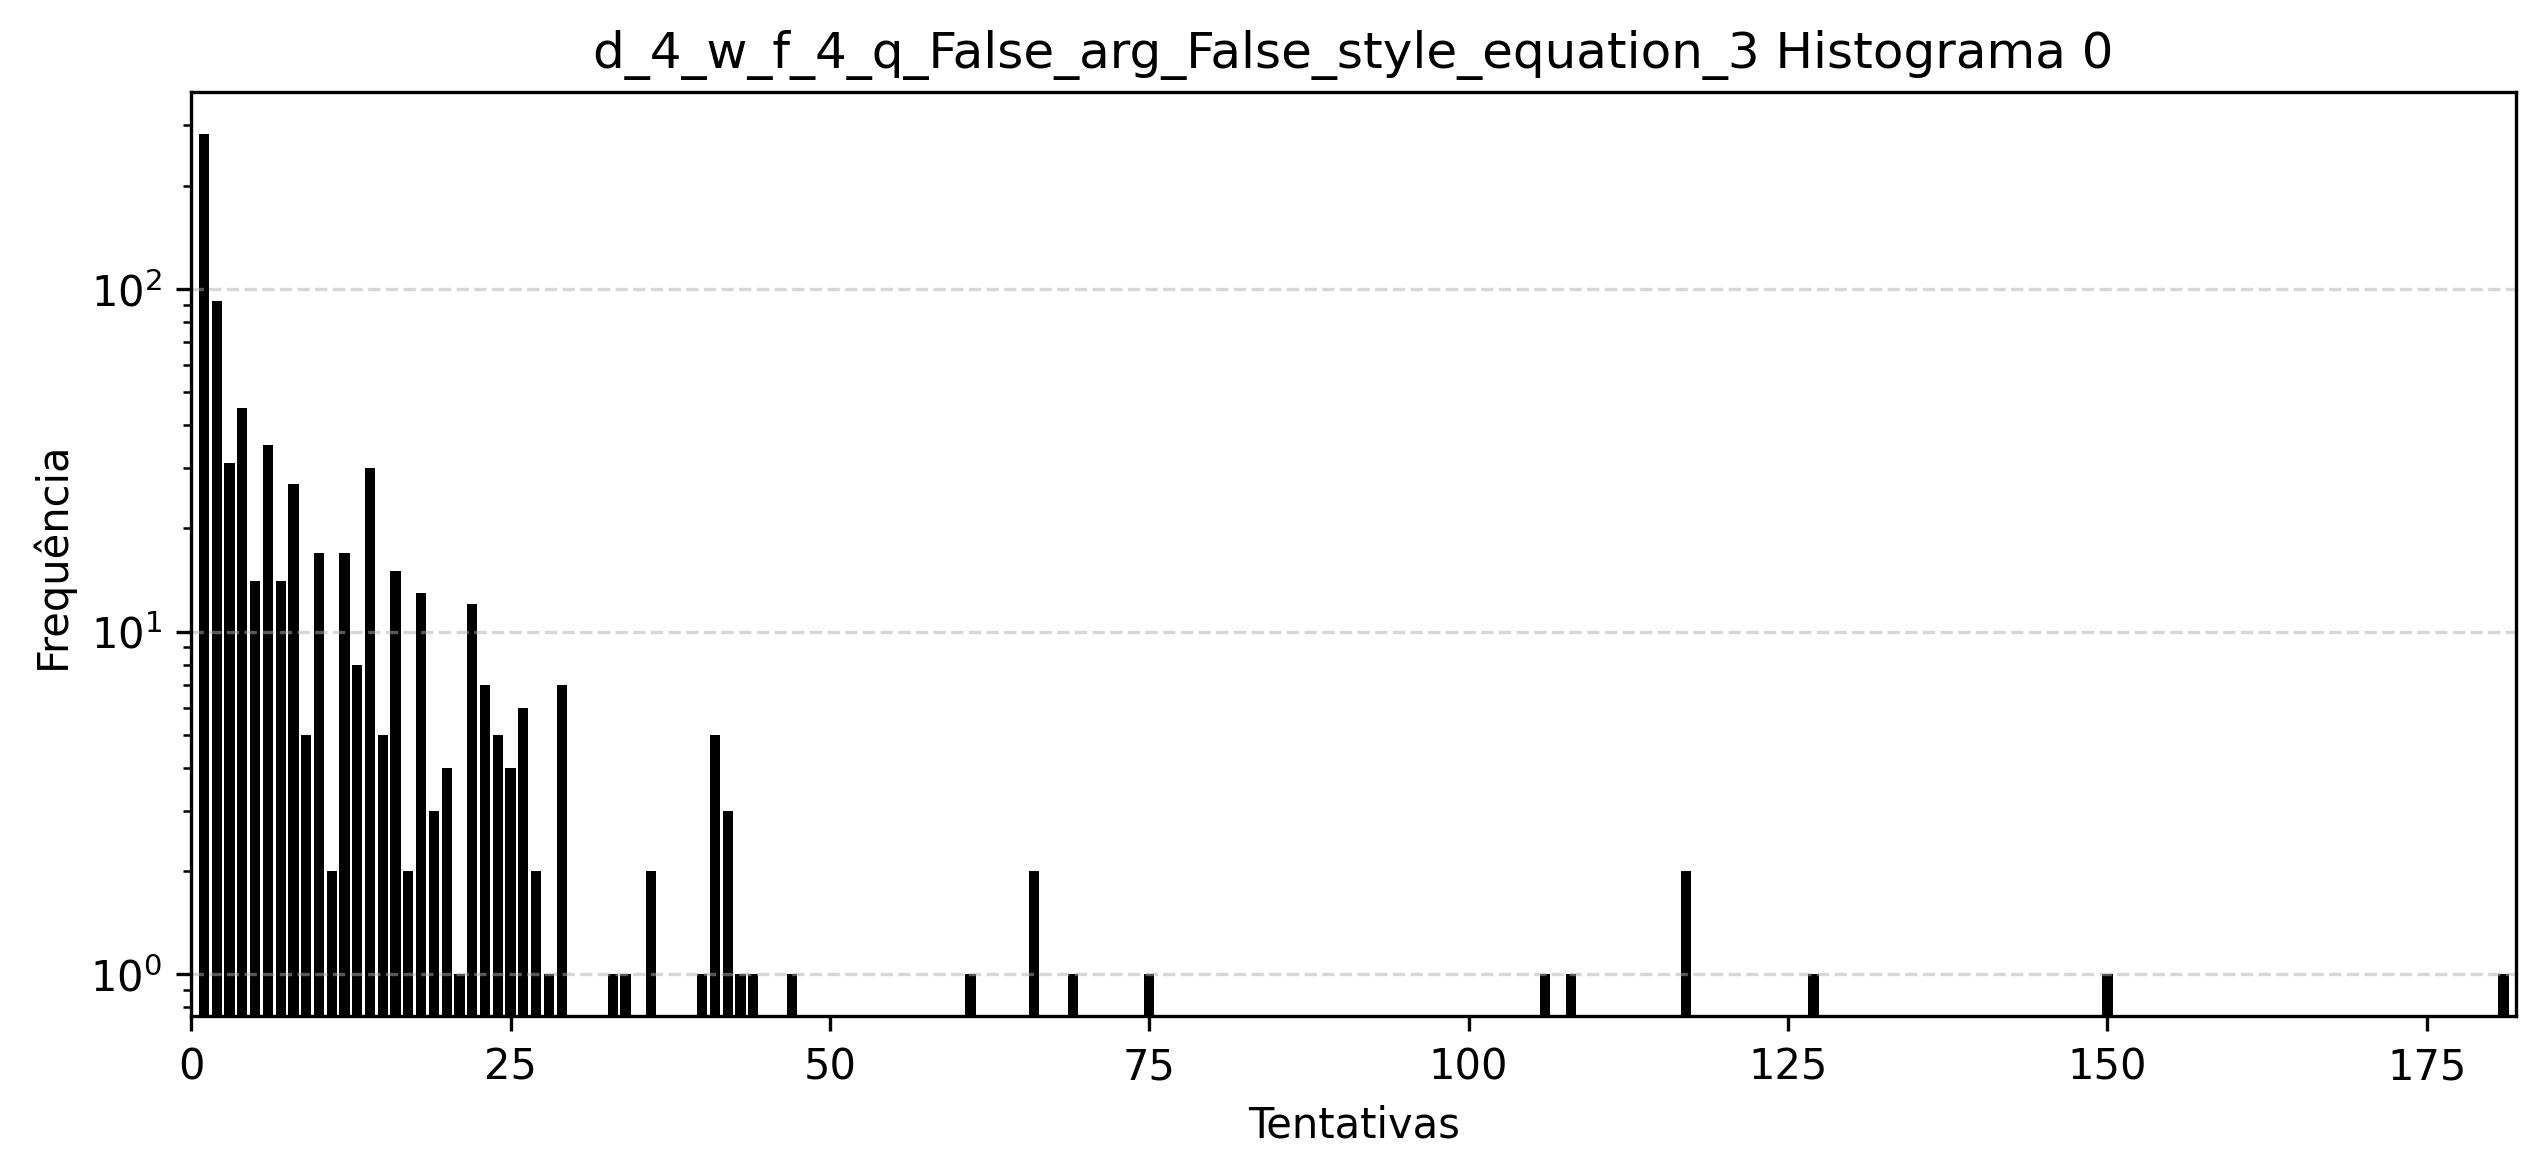 d_4_w_f_4_q_False_arg_False_style_equation_3 Histograma 0
Frequência
10²
10¹
10⁰
0 25 50 75 100 125 150 175
Tentativas